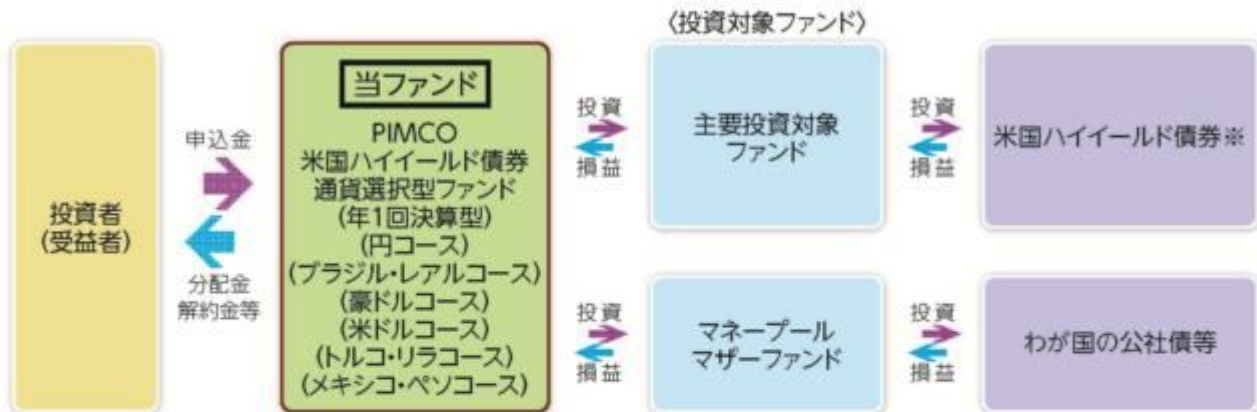 〈投資対象ファンド〉
投資者
(受益者)
申込金
分配金
解約金等
当ファンド
PIMCO
米国ハイイールド債券
通貨選択型ファンド
(年1回決算型)
(円コース)
(ブラジル・レアルコース)
(豪ドルコース)
(米ドルコース)
(トルコ・リラコース)
(メキシコ・ペソコース)
投資
損益
主要投資対象
ファンド
投資
損益
米国ハイイールド債券※
投資
損益
マネープール
マザーファンド
投資
損益
わが国の公社債等